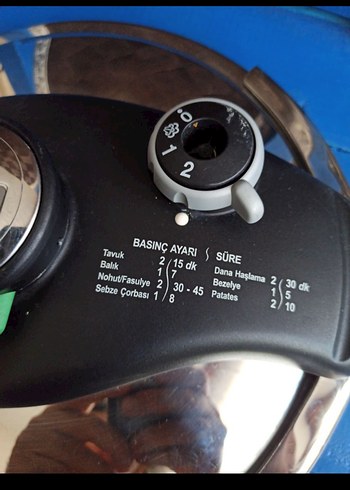 0
1
2
BASINÇ AYARI / SÜRE
Tavuk 2 / 15 dk
Balık 1 / 7
Nohut/Fasulye 2 / 30 - 45
Sebze Çorbası 1 / 8
Dana Haşlama 2 / 30 dk
Bezelye 1 / 5
Patates 2 / 10